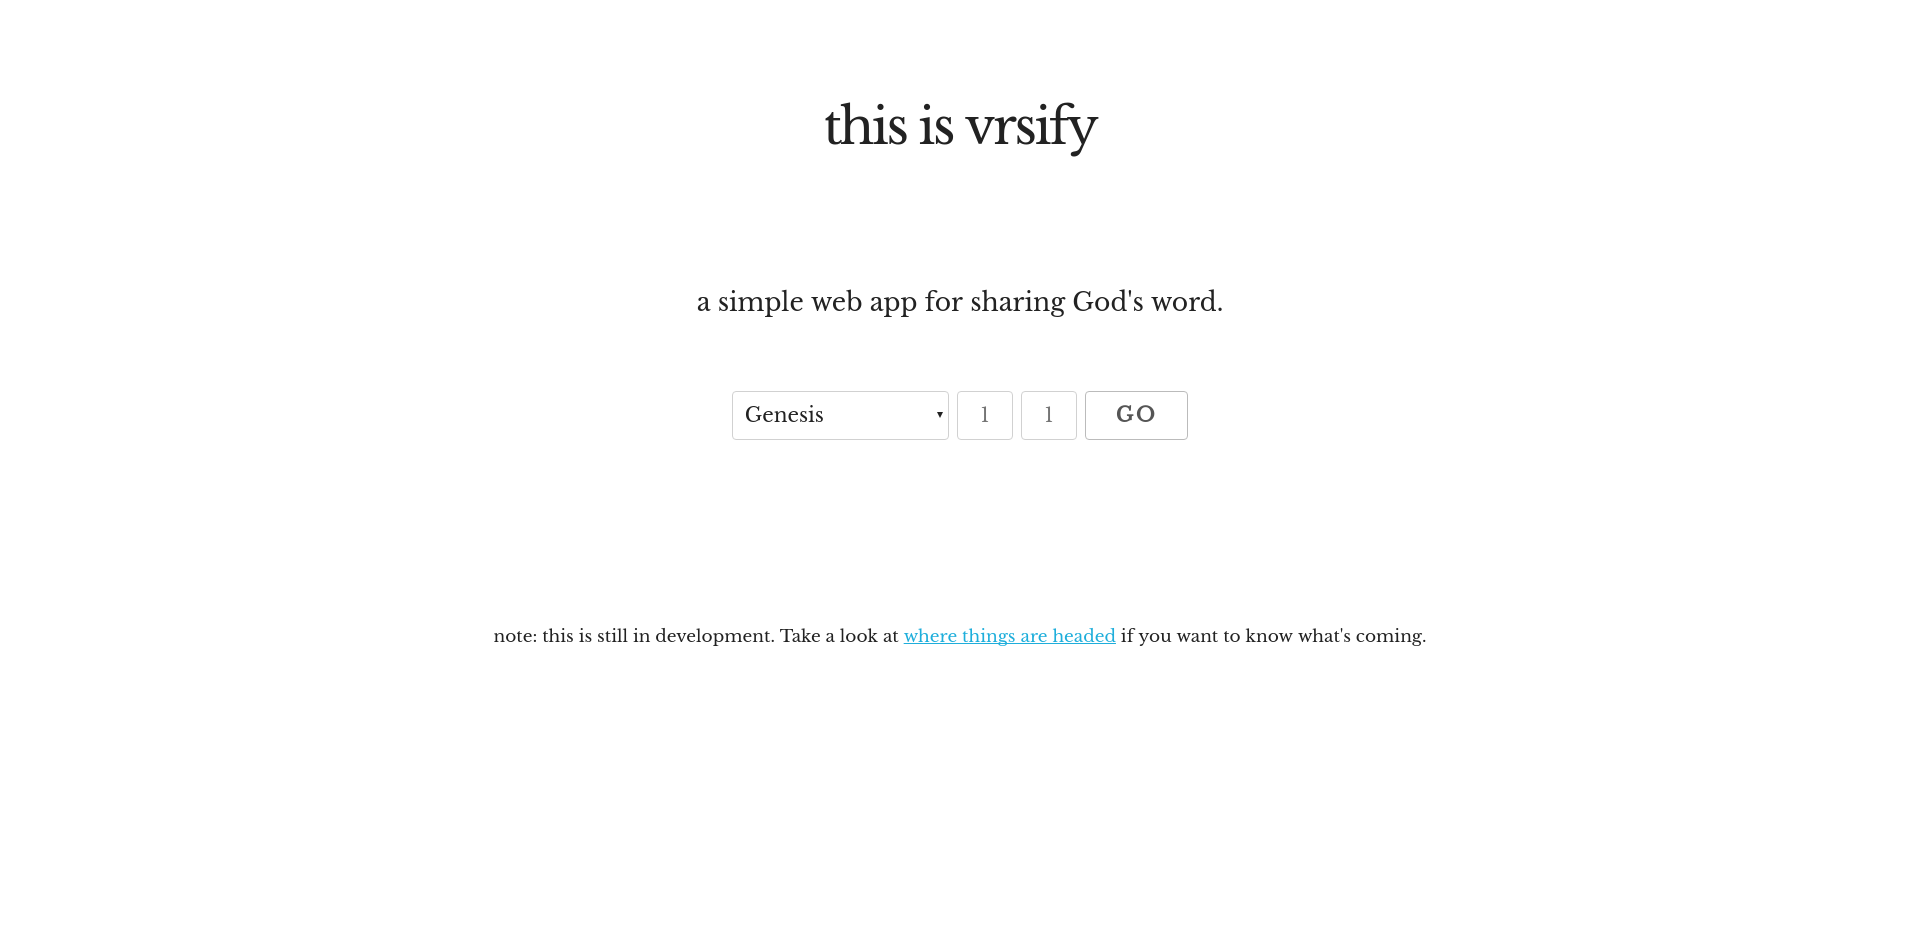 this is vrsify
a simple web app for sharing God's word.
Genesis ▾ 1 1 GO
note: this is still in development. Take a look at where things are headed if you want to know what's coming.